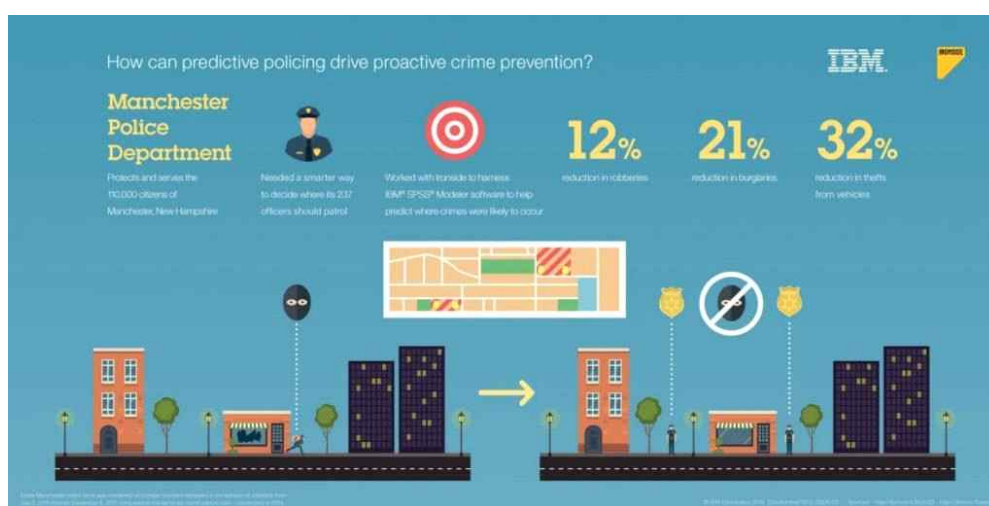 How can predictive policing drive proactive crime prevention?
IBM
Manchester
Police
Department
Protects and serves the
110,000 citizens of
Manchester, New Hampshire
Needed a smarter way
to decide where its 237
officers should patrol
Worked with Ironside to harness
IBM® SPSS® Modeler software to help
predict where crimes were likely to occur
12%
reduction in robberies
21%
reduction in burglaries
32%
reduction in thefts
from vehicles